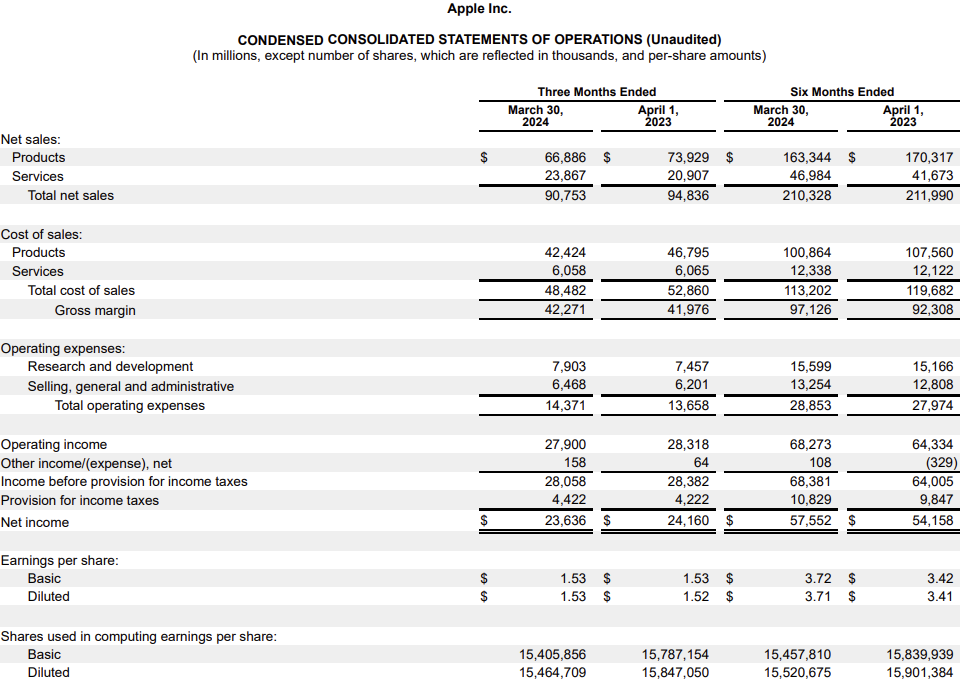 Apple Inc.
CONDENSED CONSOLIDATED STATEMENTS OF OPERATIONS (Unaudited)
(In millions, except number of shares, which are reflected in thousands, and per-share amounts)
Three Months Ended Six Months Ended
March 30, 2024 April 1, 2023 March 30, 2024 April 1, 2023
Net sales:
Products $ 66,886 $ 73,929 $ 163,344 $ 170,317
Services 23,867 20,907 46,984 41,673
Total net sales 90,753 94,836 210,328 211,990
Cost of sales:
Products 42,424 46,795 100,864 107,560
Services 6,058 6,065 12,338 12,122
Total cost of sales 48,482 52,860 113,202 119,682
Gross margin 42,271 41,976 97,126 92,308
Operating expenses:
Research and development 7,903 7,457 15,599 15,166
Selling, general and administrative 6,468 6,201 13,254 12,808
Total operating expenses 14,371 13,658 28,853 27,974
Operating income 27,900 28,318 68,273 64,334
Other income/(expense), net 158 64 108 (329)
Income before provision for income taxes 28,058 28,382 68,381 64,005
Provision for income taxes 4,422 4,222 10,829 9,847
Net income $ 23,636 $ 24,160 $ 57,552 $ 54,158
Earnings per share:
Basic $ 1.53 $ 1.53 $ 3.72 $ 3.42
Diluted $ 1.53 $ 1.52 $ 3.71 $ 3.41
Shares used in computing earnings per share:
Basic 15,405,856 15,787,154 15,457,810 15,839,939
Diluted 15,464,709 15,847,050 15,520,675 15,901,384